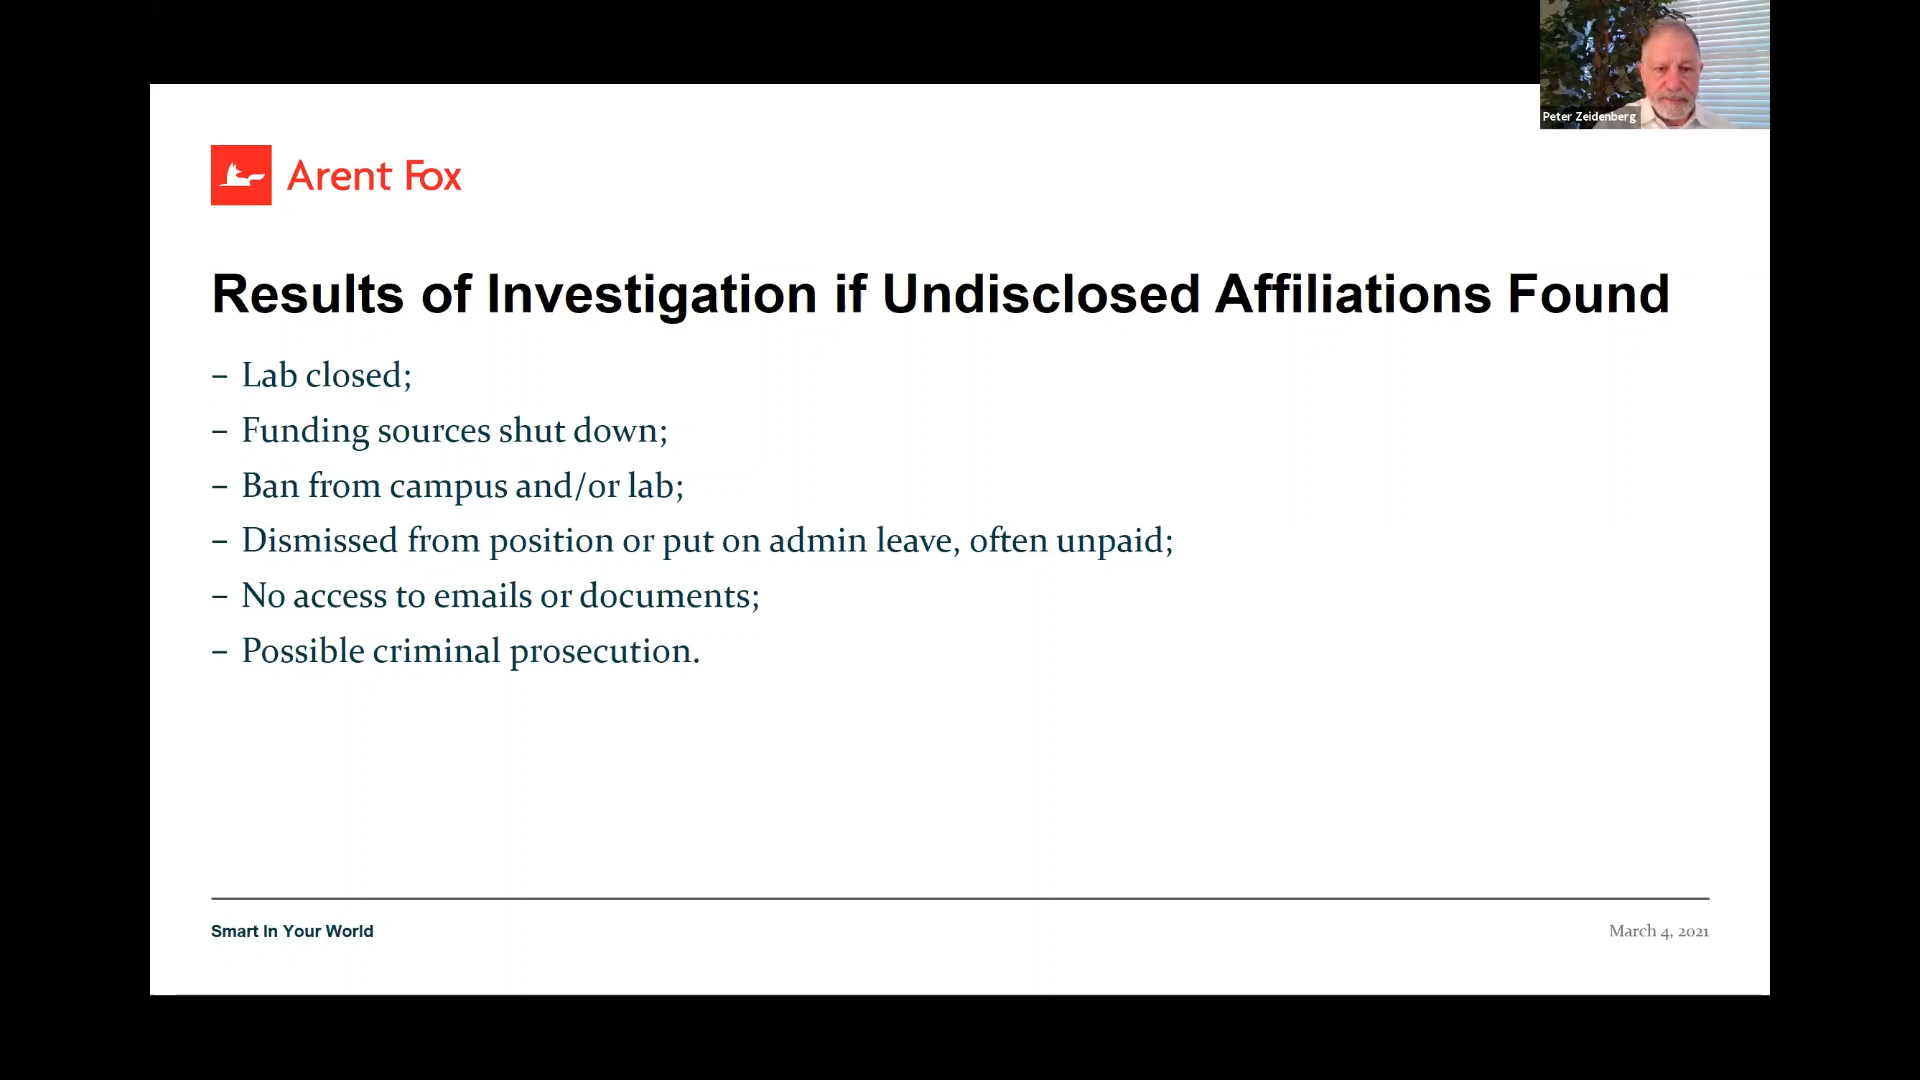 Peter Zeidenberg
Arent Fox
Results of Investigation if Undisclosed Affiliations Found
– Lab closed;
– Funding sources shut down;
– Ban from campus and/or lab;
– Dismissed from position or put on admin leave, often unpaid;
– No access to emails or documents;
– Possible criminal prosecution.
Smart In Your World
March 4, 2021